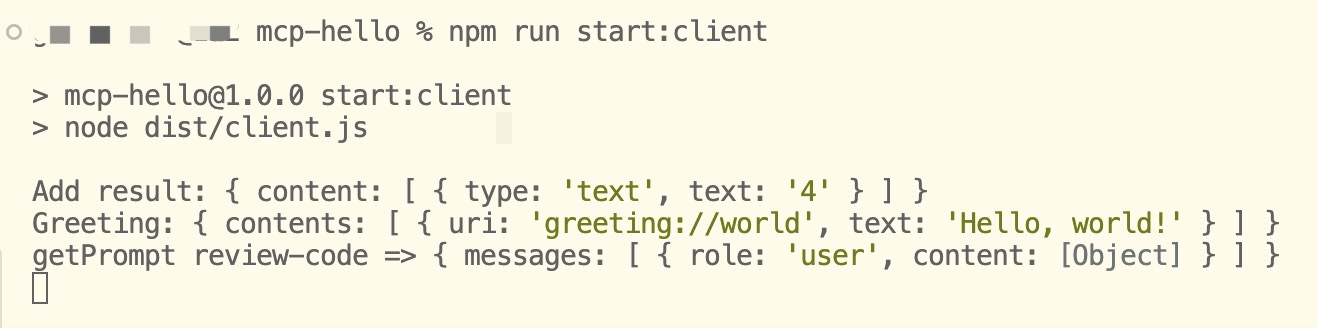 mcp-hello % npm run start:client
> mcp-hello@1.0.0 start:client
> node dist/client.js
Add result: { content: [ { type: 'text', text: '4' } ] }
Greeting: { contents: [ { uri: 'greeting://world', text: 'Hello, world!' } ] }
getPrompt review-code => { messages: [ { role: 'user', content: [Object] } ] }